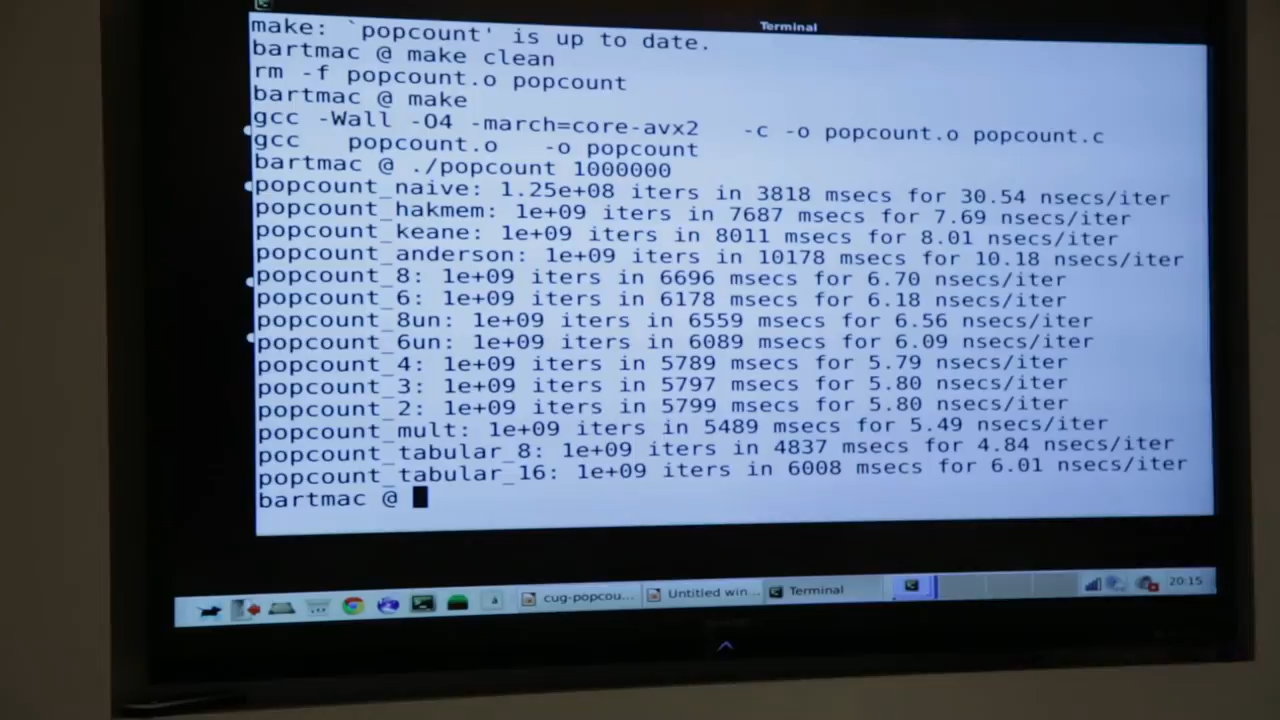 Terminal
make: `popcount' is up to date.
bartmac @ make clean
rm -f popcount.o popcount
bartmac @ make
gcc -Wall -O4 -march=core-avx2   -c -o popcount.o popcount.c
gcc   popcount.o   -o popcount
bartmac @ ./popcount 1000000
popcount_naive: 1.25e+08 iters in 3818 msecs for 30.54 nsecs/iter
popcount_hakmem: 1e+09 iters in 7687 msecs for 7.69 nsecs/iter
popcount_keane: 1e+09 iters in 8011 msecs for 8.01 nsecs/iter
popcount_anderson: 1e+09 iters in 10178 msecs for 10.18 nsecs/iter
popcount_8: 1e+09 iters in 6696 msecs for 6.70 nsecs/iter
popcount_6: 1e+09 iters in 6178 msecs for 6.18 nsecs/iter
popcount_8un: 1e+09 iters in 6559 msecs for 6.56 nsecs/iter
popcount_6un: 1e+09 iters in 6089 msecs for 6.09 nsecs/iter
popcount_4: 1e+09 iters in 5789 msecs for 5.79 nsecs/iter
popcount_3: 1e+09 iters in 5797 msecs for 5.80 nsecs/iter
popcount_2: 1e+09 iters in 5799 msecs for 5.80 nsecs/iter
popcount_mult: 1e+09 iters in 5489 msecs for 5.49 nsecs/iter
popcount_tabular_8: 1e+09 iters in 4837 msecs for 4.84 nsecs/iter
popcount_tabular_16: 1e+09 iters in 6008 msecs for 6.01 nsecs/iter
bartmac @
cug-popcou... Untitled win... Terminal 20:15